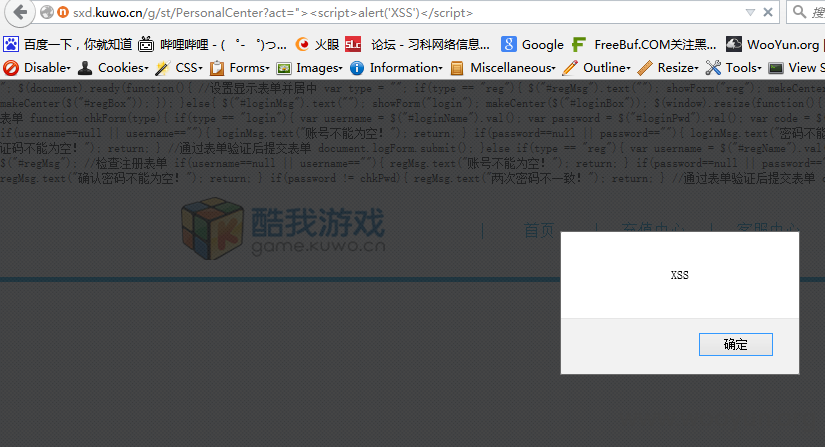 sxd.kuwo.cn/g/st/PersonalCenter?act="><script>alert('XSS')</script>
百度一下，你就知道 哔哩哔哩 - ( ゜- ゜)つ... 火眼 论坛 - 习科网络信息... Google FreeBuf.COM关注黑... WooYun.org
Disable Cookies CSS Forms Images Information Miscellaneous Outline Resize Tools View S
"; $(document).ready(function(){ //设置显示表单并居中 var type = ""; if(type == "reg"){ $("#regMsg").text(""); showForm("reg"); makeCenter
makeCenter($("#regBox")); } else{ $("#loginMsg").text(""); showForm("login"); makeCenter($("#loginBox"); $(window).resize(function(){
表单 function chkForm(type){ if(type == "login"){ var username = $("#loginName").val(); var password = $("#loginPwd").val(); var code = $
if(username==null || username==""){ loginMsg.text("账号不能为空！"); return; } if(password==null || password==""){ loginMsg.text("密码不能
证码不能为空！"); return; } //通过表单验证后提交表单 document.logForm.submit(); }else if(type == "reg"){ var username = $("#regName").val
$("#regMsg"); //检查注册表单 if(username==null || username==""){ regMsg.text("账号不能为空！"); return; } if(password==null || password==
regMsg.text("确认密码不能为空！"); return; } if(password != chkPwd){ regMsg.text("两次密码不一致！"); return; } //通过表单验证后提交表单
酷我游戏
game.kuwo.cn
| 首页 | 充值中心 | 客服中心
XSS
确定